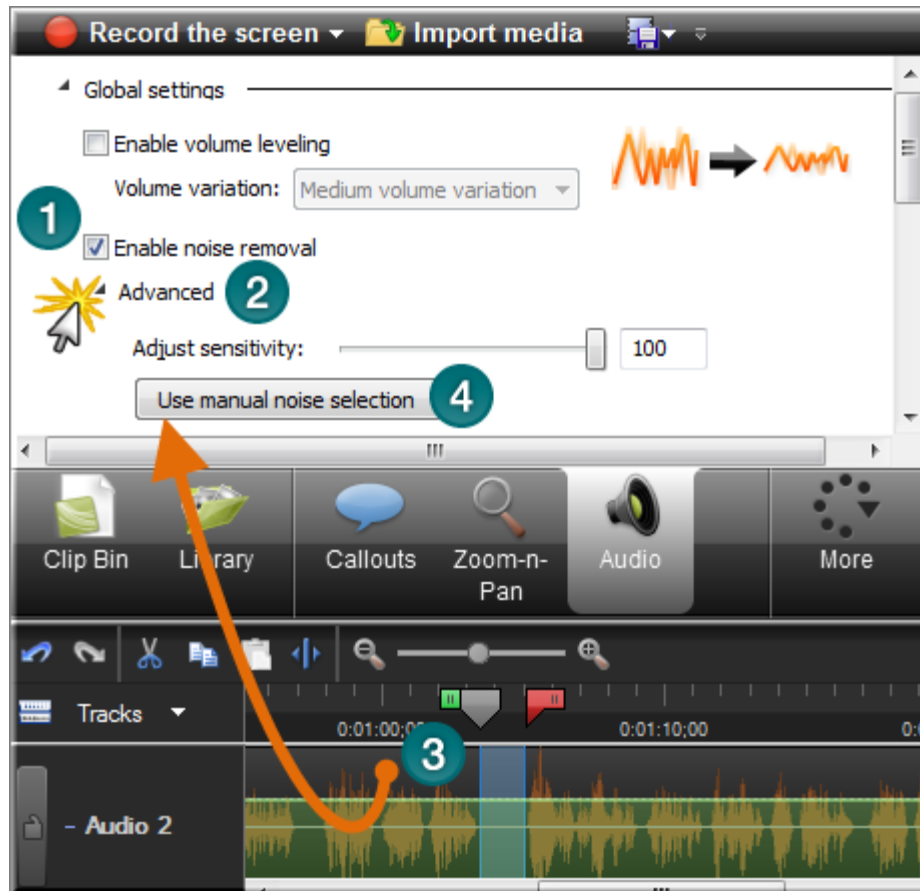 Record the screen
Import media
Global settings
Enable volume leveling
Volume variation:
Medium volume variation
1
Enable noise removal
Advanced
2
Adjust sensitivity:
100
Use manual noise selection
4
Clip Bin
Library
Callouts
Zoom-n-
Pan
Audio
More
Tracks
0:01:00;00
0:01:10;00
3
- Audio 2